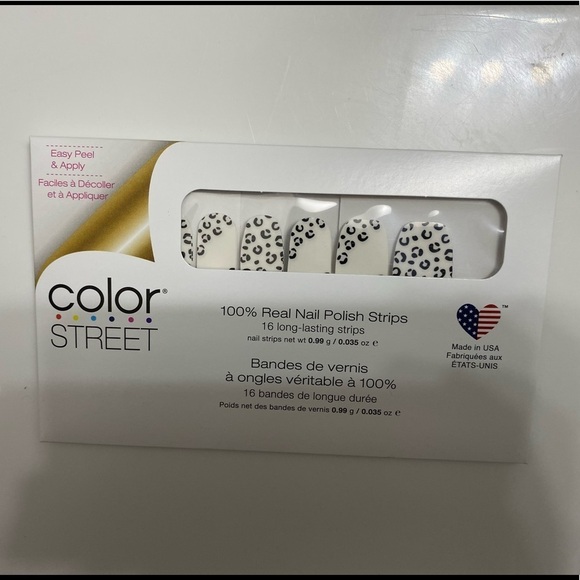 Easy Peel
& Apply
Faciles à Décoller
et à Appliquer
color®
STREET
100% Real Nail Polish Strips
16 long-lasting strips
nail strips net wt 0.99 g / 0.035 oz ℮
Bandes de vernis
à ongles véritable à 100%
16 bandes de longue durée
Poids net des bandes de vernis 0.99 g / 0.035 oz ℮
™
Made in USA
Fabriquées aux
ÉTATS-UNIS